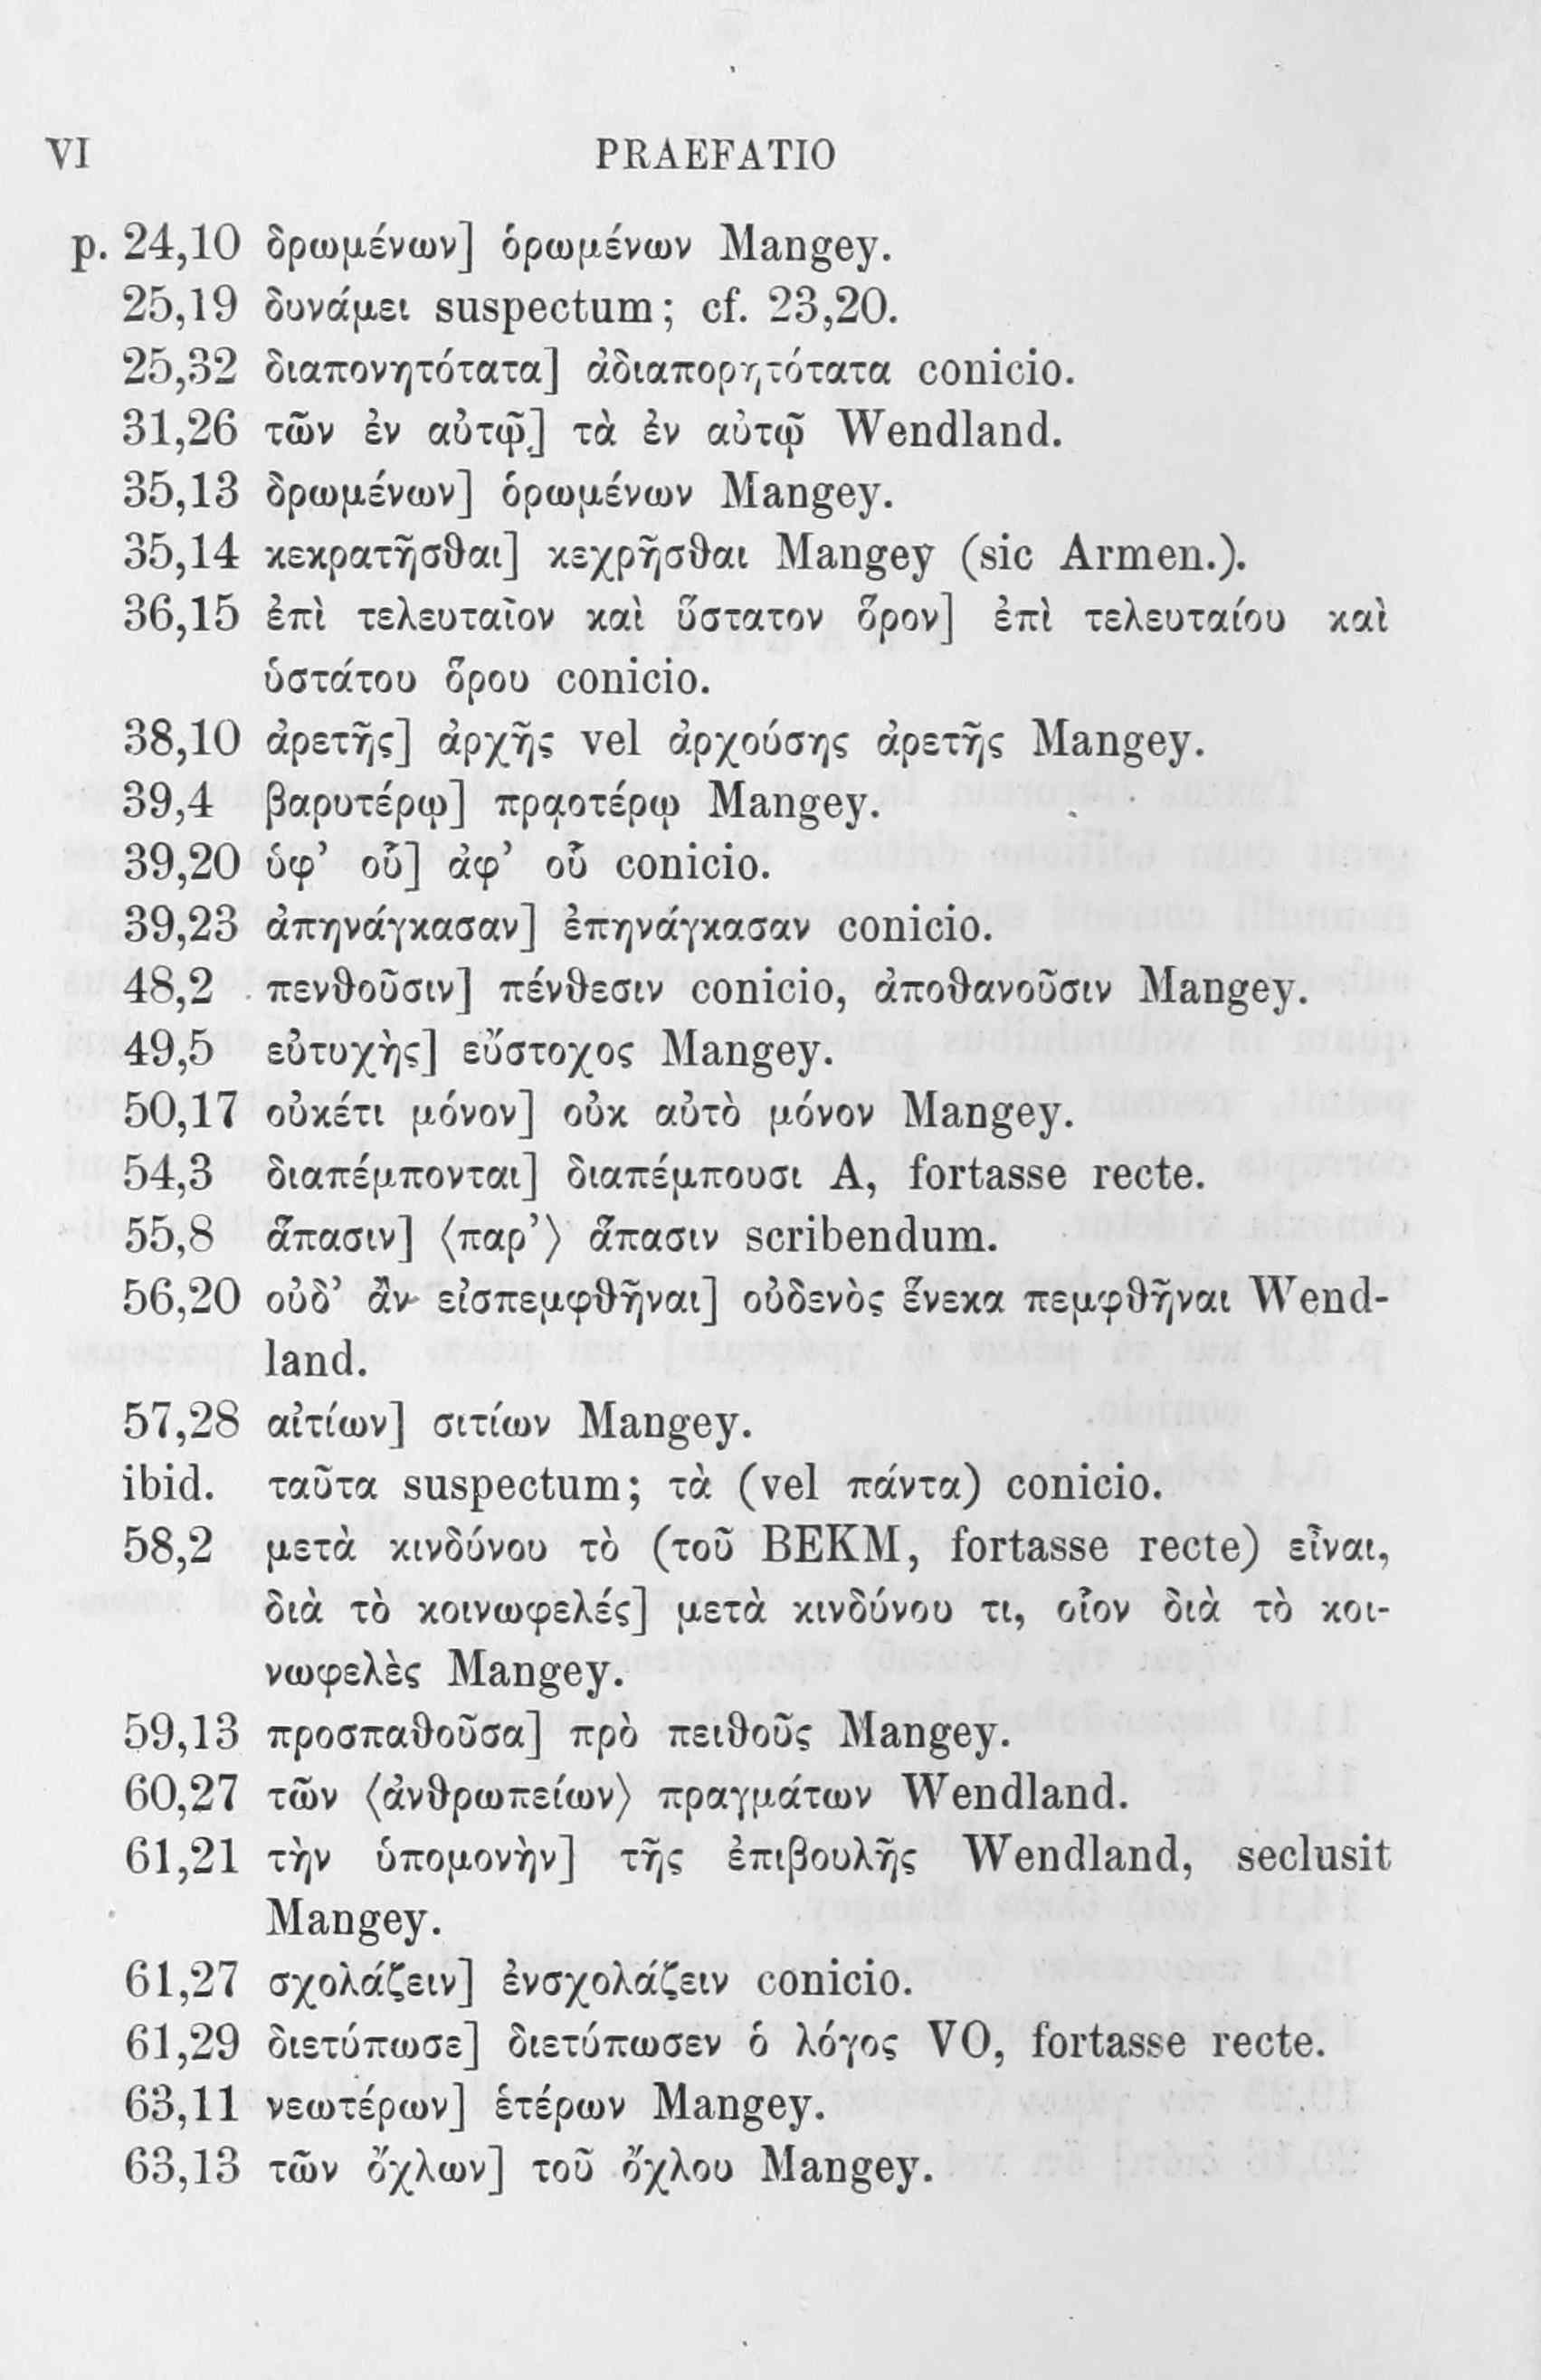 VI PRAEFATIO
p. 24,10 δρωμένων] ὁρωμένων Mangey.
25,19 δυνάμει suspectum; cf. 23,20.
25,32 διαπονητότατα] ἀδιαπορητότατα conicio.
31,26 τῶν ἐν αὐτῷ] τὰ ἐν αὐτῷ Wendland.
35,13 δρωμένων] ὁρωμένων Mangey.
35,14 κεκρατῆσθαι] κεχρῆσθαι Mangey (sic Armen.).
36,15 ἐπὶ τελευταῖον καὶ ὕστατον ὅρον] ἐπὶ τελευταίου καὶ
ὑστάτου ὅρου conicio.
38,10 ἀρετῆς] ἀρχῆς vel ἀρχούσης ἀρετῆς Mangey.
39,4 βαρυτέρῳ] πρᾳοτέρῳ Mangey.
39,20 ὑφ’ οὗ] ἀφ’ οὗ conicio.
39,23 ἀπηνάγκασαν] ἐπηνάγκασαν conicio.
48,2 πενθοῦσιν] πένθεσιν conicio, ἀποθανοῦσιν Mangey.
49,5 εὐτυχὴς] εὔστοχος Mangey.
50,17 οὐκέτι μόνον] οὐκ αὐτὸ μόνον Mangey.
54,3 διαπέμπονται] διαπέμπουσι A, fortasse recte.
55,8 ἅπασιν] ⟨παρ’⟩ ἅπασιν scribendum.
56,20 οὐδ’ ἂν εἰσπεμφθῆναι] οὐδενὸς ἕνεκα πεμφθῆναι Wend-
land.
57,28 αἰτίων] σιτίων Mangey.
ibid. ταῦτα suspectum; τὰ (vel πάντα) conicio.
58,2 μετὰ κινδύνου τὸ (τοῦ BEKM, fortasse recte) εἶναι,
διὰ τὸ κοινωφελές] μετὰ κινδύνου τι, οἷον διὰ τὸ κοι-
νωφελὲς Mangey.
59,13 προσπαθοῦσα] πρὸ πειθοῦς Mangey.
60,27 τῶν ⟨ἀνθρωπείων⟩ πραγμάτων Wendland.
61,21 τὴν ὑπομονὴν] τῆς ἐπιβουλῆς Wendland, seclusit
Mangey.
61,27 σχολάζειν] ἐνσχολάζειν conicio.
61,29 διετύπωσε] διετύπωσεν ὁ λόγος VO, fortasse recte.
63,11 νεωτέρων] ἑτέρων Mangey.
63,13 τῶν ὄχλων] τοῦ ὄχλου Mangey.